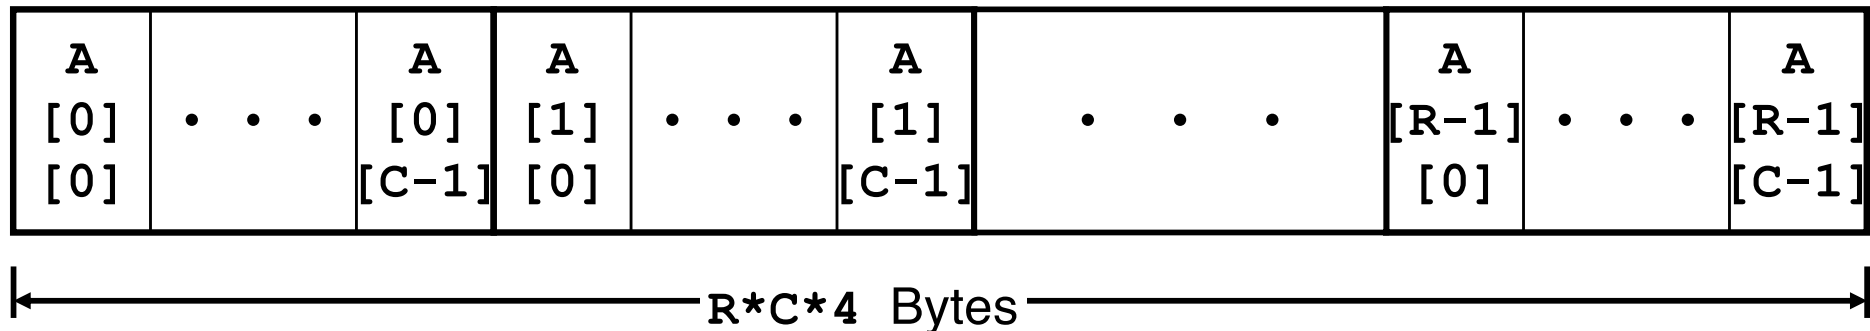 A A A A A A
[0] • • • [0] [1] • • • [1] • • • [R-1] • • • [R-1]
[0] [C-1] [0] [C-1] [0] [C-1]
R*C*4 Bytes